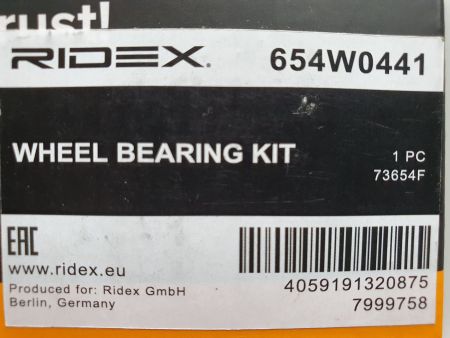 rust!
RIDEX® 654W0441
WHEEL BEARING KIT
1 PC
73654F
EAC
www.ridex.eu
Produced for: Ridex GmbH
Berlin, Germany
4059191320875
7999758